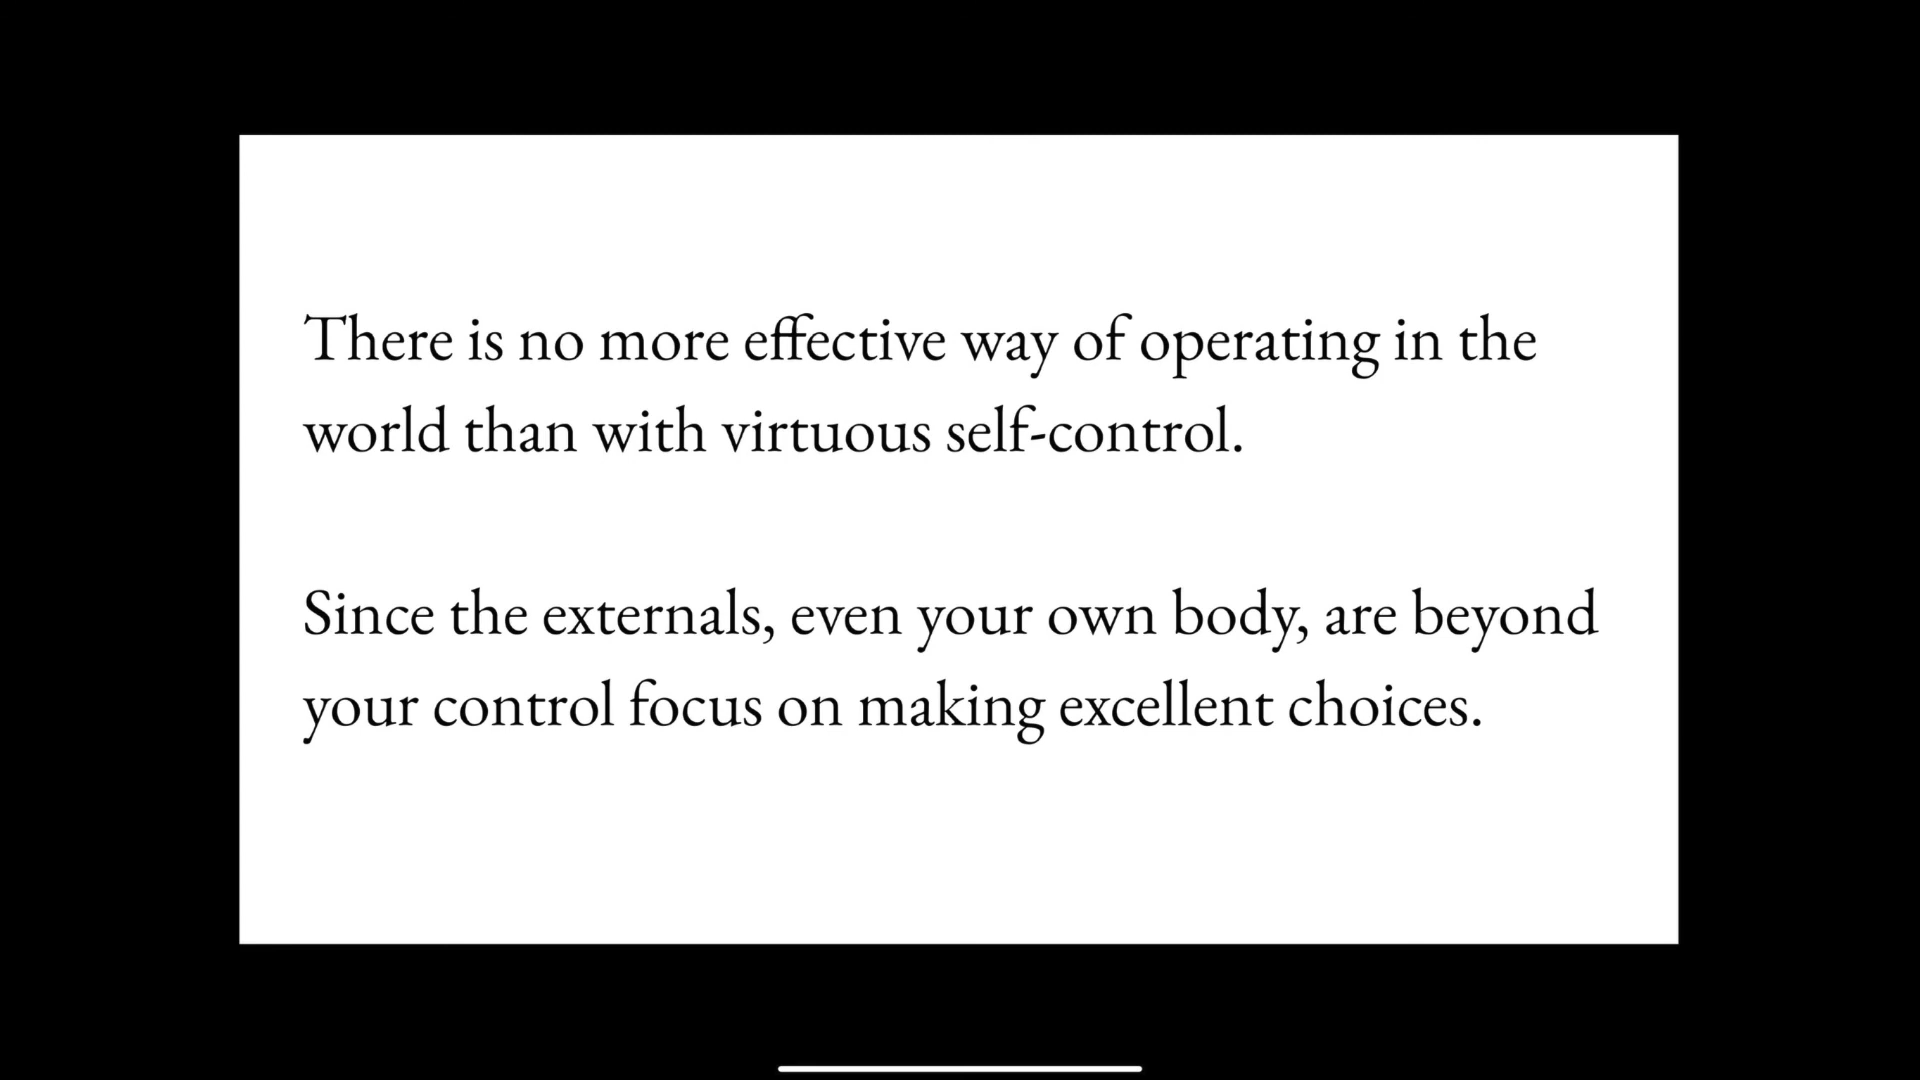 There is no more effective way of operating in the
world than with virtuous self-control.
Since the externals, even your own body, are beyond
your control focus on making excellent choices.